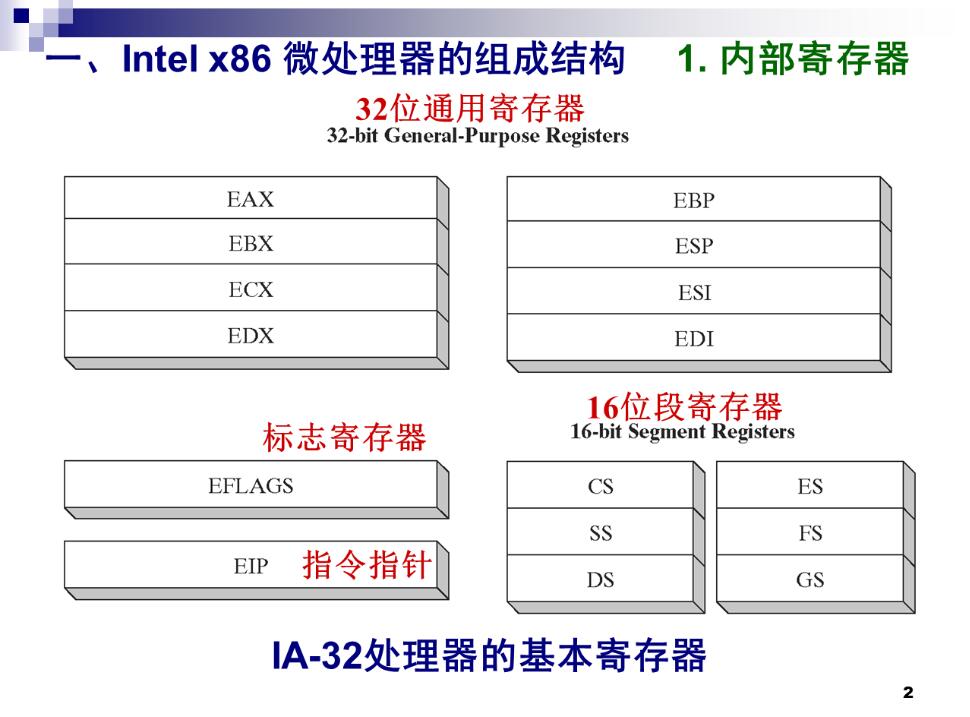 一、Intel x86 微处理器的组成结构 1. 内部寄存器
32位通用寄存器
32-bit General-Purpose Registers
EAX
EBX
ECX
EDX
EBP
ESP
ESI
EDI
标志寄存器
EFLAGS
EIP 指令指针
16位段寄存器
16-bit Segment Registers
CS
SS
DS
ES
FS
GS
IA-32处理器的基本寄存器
2